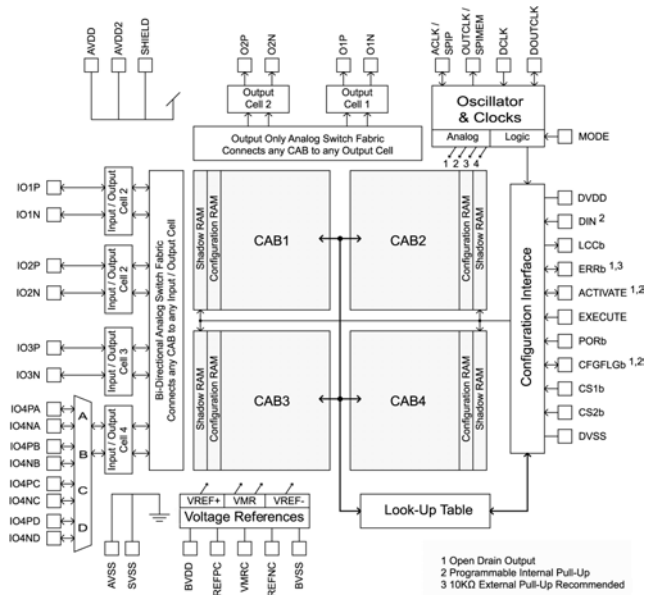 AVDD
AVDD2
SHIELD
O2P
O2N
O1P
O1N
ACLK / SPIP
OUTCLK / SPIMEM
DCLK
DOUTCLK
Output Cell 2
Output Cell 1
Oscillator & Clocks
Analog
Logic
MODE
Output Only Analog Switch Fabric
Connects any CAB to any Output Cell
1 2 3 4
IO1P
IO1N
IO2P
IO2N
IO3P
IO3N
IO4PA
IO4NA
IO4PB
IO4NB
IO4PC
IO4NC
IO4PD
IO4ND
A
B
C
D
Input / Output Cell 2
Input / Output Cell 2
Input / Output Cell 3
Input / Output Cell 4
Bi-Directional Analog Switch Fabric
Connects any CAB to any Input / Output Cell
Shadow RAM
Configuration RAM
CAB1
CAB2
Configuration RAM
Shadow RAM
Shadow RAM
Configuration RAM
CAB3
CAB4
Configuration RAM
Shadow RAM
Configuration Interface
DVDD
DIN 2
LCCb
ERRb 1,3
ACTIVATE 1,2
EXECUTE
PORb
CFGFLGb 1,2
CS1b
CS2b
DVSS
VREF+
VMR
VREF-
Voltage References
Look-Up Table
AVSS
SVSS
BVDD
REFPC
VMRC
REFNC
BVSS
1 Open Drain Output
2 Programmable Internal Pull-Up
3 10KΩ External Pull-Up Recommended